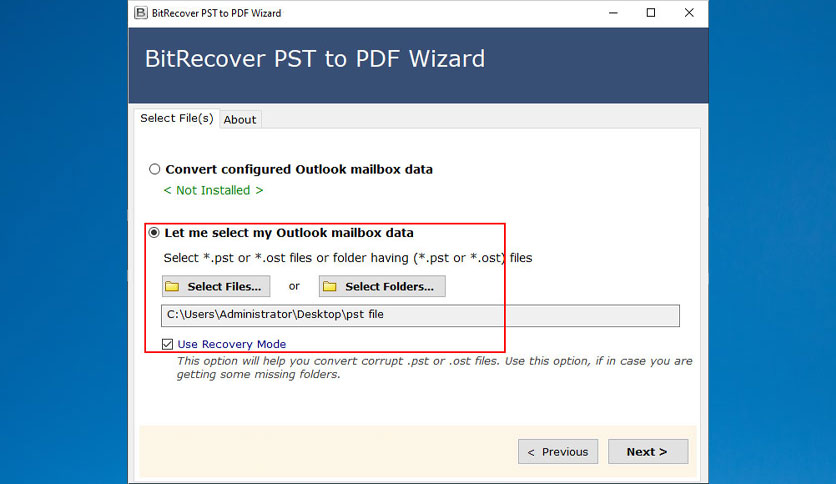 BitRecover PST to PDF Wizard
BitRecover PST to PDF Wizard
Select File(s) About
Convert configured Outlook mailbox data
< Not Installed >
Let me select my Outlook mailbox data
Select *.pst or *.ost files or folder having (*.pst or *.ost) files
Select Files... or Select Folders...
C:\Users\Administrator\Desktop\pst file
Use Recovery Mode
This option will help you convert corrupt .pst or .ost files. Use this option, if in case you are
getting some missing folders.
< Previous Next >